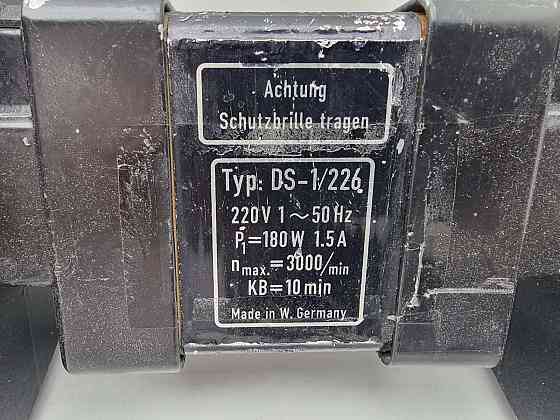 Achtung
Schutzbrille tragen
Typ: DS-1/226
220V 1~50Hz
P₁=180W 1.5A
n max.=3000/min
KB=10min
Made in W. Germany